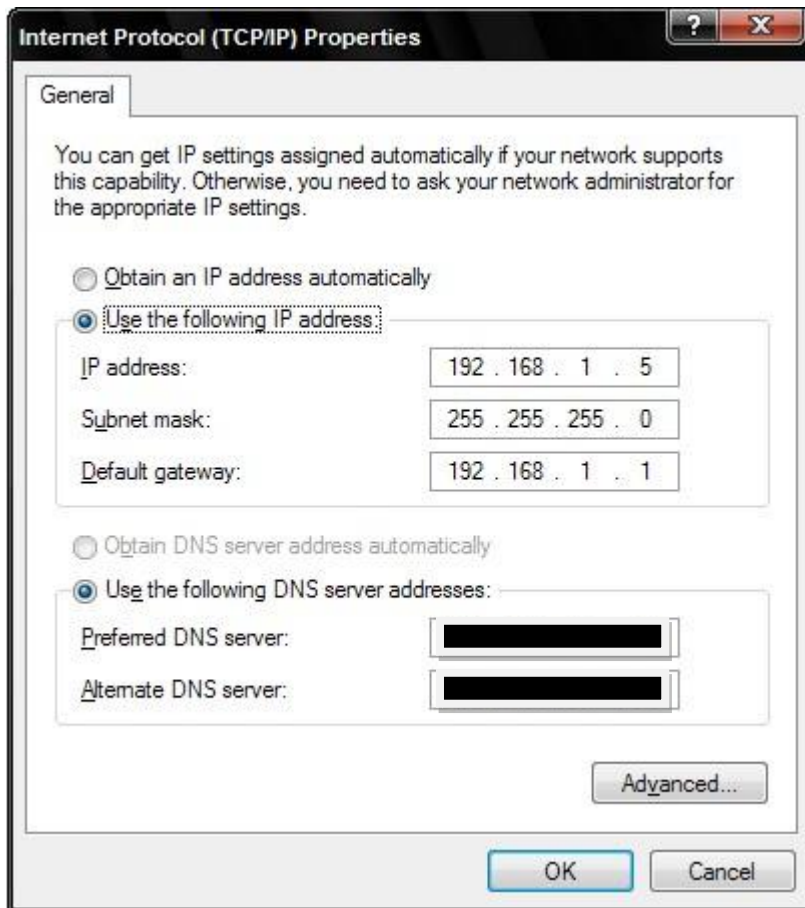 Internet Protocol (TCP/IP) Properties
? X
General
You can get IP settings assigned automatically if your network supports
this capability. Otherwise, you need to ask your network administrator for
the appropriate IP settings.
Obtain an IP address automatically
Use the following IP address:
IP address: 192 . 168 . 1 . 5
Subnet mask: 255 . 255 . 255 . 0
Default gateway: 192 . 168 . 1 . 1
Obtain DNS server address automatically
Use the following DNS server addresses:
Preferred DNS server:
Alternate DNS server:
Advanced...
OK Cancel